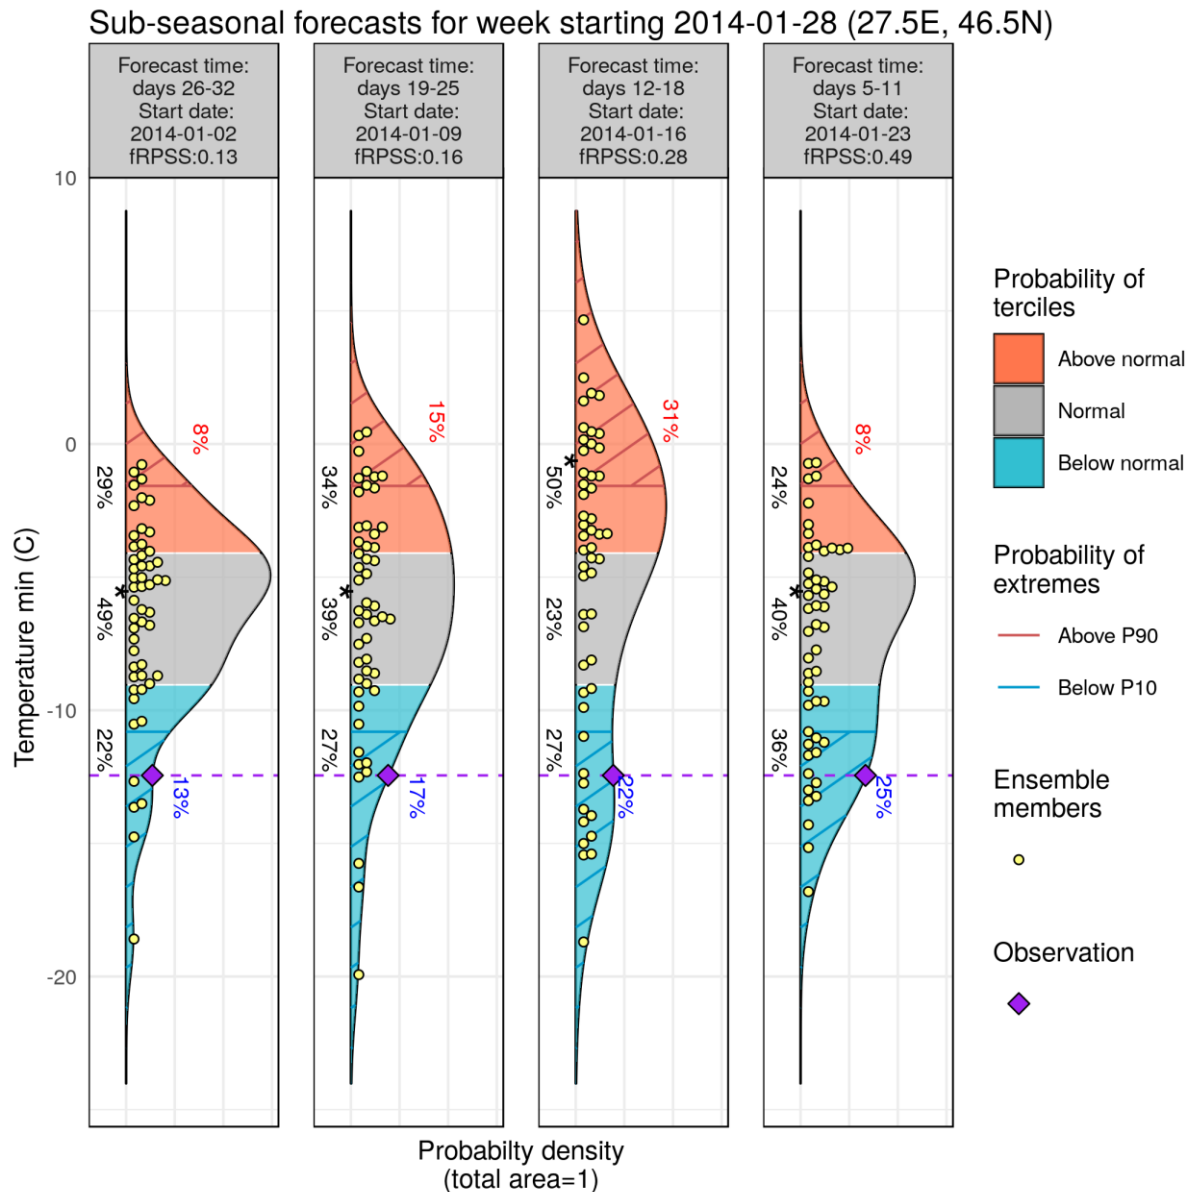 Sub-seasonal forecasts for week starting 2014-01-28 (27.5E, 46.5N)
Forecast time:
days 26-32
Start date:
2014-01-02
fRPSS:0.13
Forecast time:
days 19-25
Start date:
2014-01-09
fRPSS:0.16
Forecast time:
days 12-18
Start date:
2014-01-16
fRPSS:0.28
Forecast time:
days 5-11
Start date:
2014-01-23
fRPSS:0.49
Temperature min (C)
10
0
-10
-20
8%
29%
*
49%
22%
13%
15%
34%
*
39%
27%
17%
31%
*
50%
23%
27%
22%
8%
24%
*
40%
36%
25%
Probabilty density
(total area=1)
Probability of
terciles
Above normal
Normal
Below normal
Probability of
extremes
Above P90
Below P10
Ensemble
members
Observation